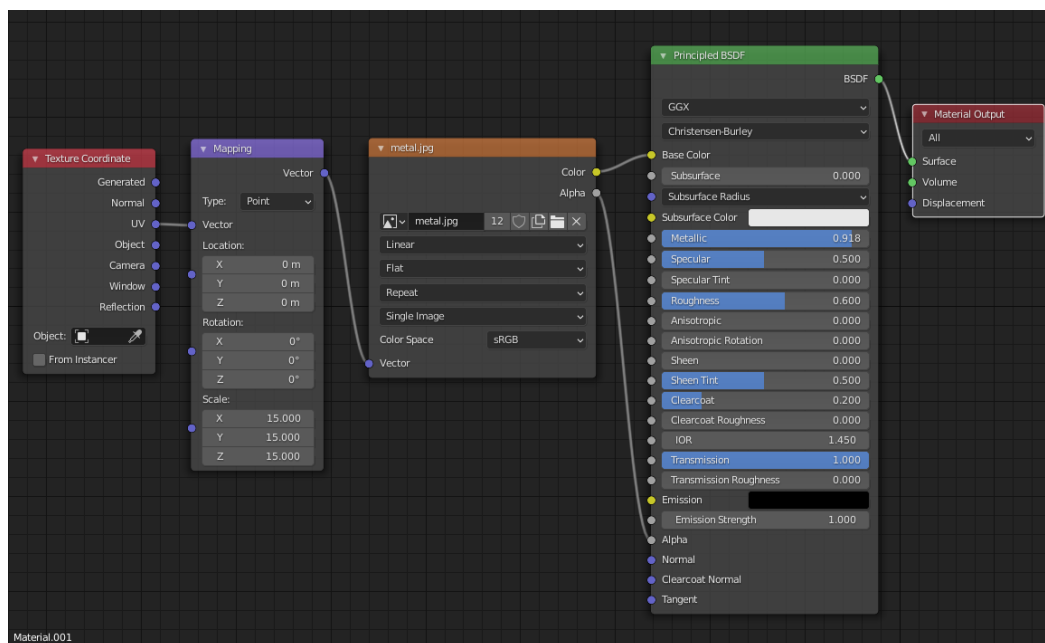 Texture Coordinate
Generated
Normal
UV
Object
Camera
Window
Reflection
Object:
From Instancer
Mapping
Vector
Type: Point
Vector
Location:
X 0 m
Y 0 m
Z 0 m
Rotation:
X 0°
Y 0°
Z 0°
Scale:
X 15.000
Y 15.000
Z 15.000
metal.jpg
Color
Alpha
metal.jpg 12
Linear
Flat
Repeat
Single Image
Color Space sRGB
Vector
Principled BSDF
BSDF
GGX
Christensen-Burley
Base Color
Subsurface 0.000
Subsurface Radius
Subsurface Color
Metallic 0.918
Specular 0.500
Specular Tint 0.000
Roughness 0.600
Anisotropic 0.000
Anisotropic Rotation 0.000
Sheen 0.000
Sheen Tint 0.500
Clearcoat 0.200
Clearcoat Roughness 0.000
IOR 1.450
Transmission 1.000
Transmission Roughness 0.000
Emission
Emission Strength 1.000
Alpha
Normal
Clearcoat Normal
Tangent
Material Output
All
Surface
Volume
Displacement
Material.001